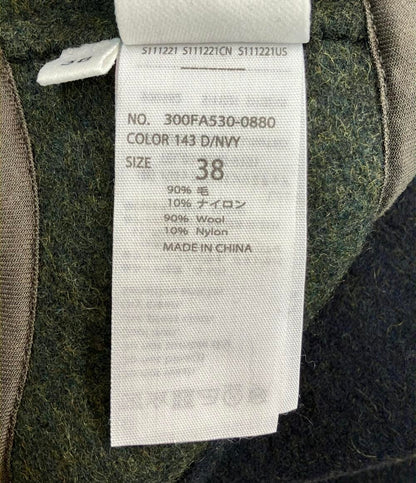 S111221 S111221CN S111221US
38
NO. 300FA530-0880
COLOR 143 D/NVY
SIZE 38
90% 毛
10% ナイロン
90% Wool
10% Nylon
MADE IN CHINA